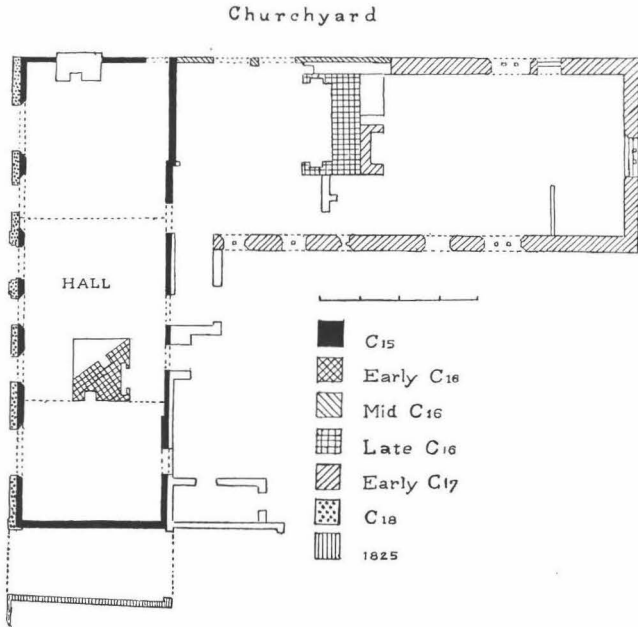 Churchyard
HALL
C15
Early C16
Mid C16
Late C16
Early C17
C18
1825